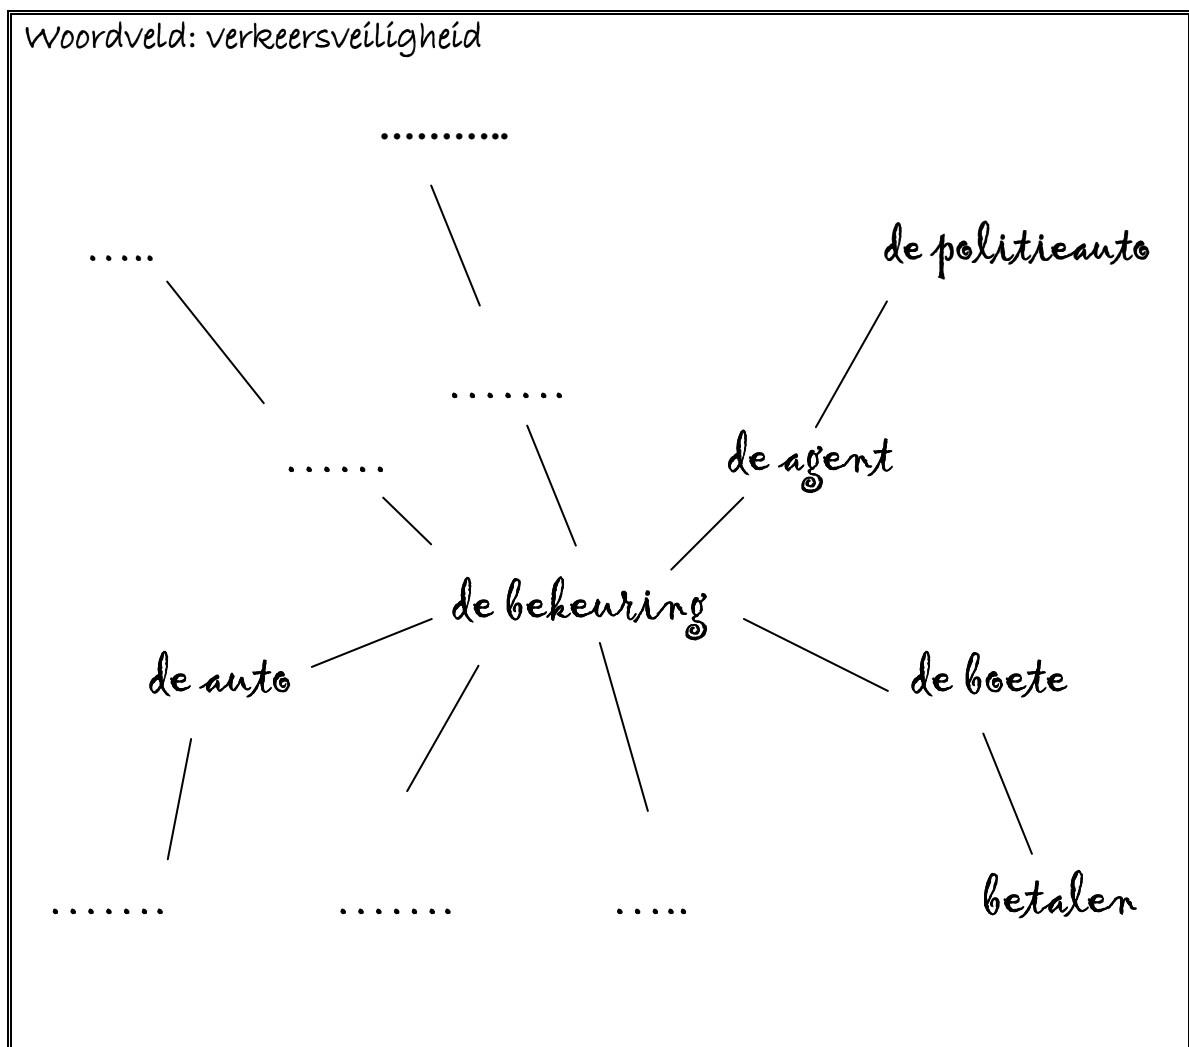 Woordveld: verkeersveiligheid
...........
de politieauto
.....
.......
de agent
......
de bekeuring
de auto
de boete
betalen
.......
.......
.....